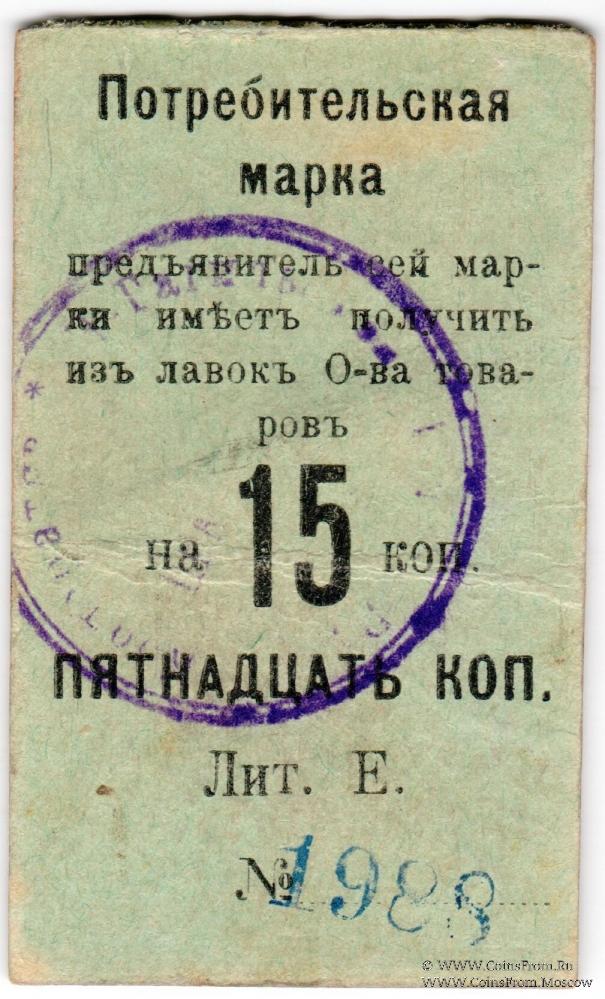 Потребительская
марка
предъявитель сей мар-
ки имѣетъ получить
изъ лавокъ О-ва това-
ровъ
на 15 коп.
ПЯТНАДЦАТЬ КОП.
Лит. Е.
№ 1988
© WWW.CoinsFrom.Ru
WWW.CoinsFrom.Moscow